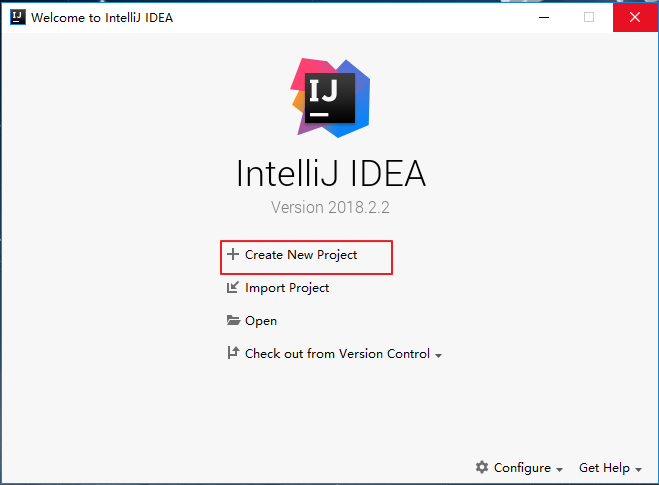 Welcome to IntelliJ IDEA
IJ
IntelliJ IDEA
Version 2018.2.2
Create New Project
Import Project
Open
Check out from Version Control
Configure
Get Help